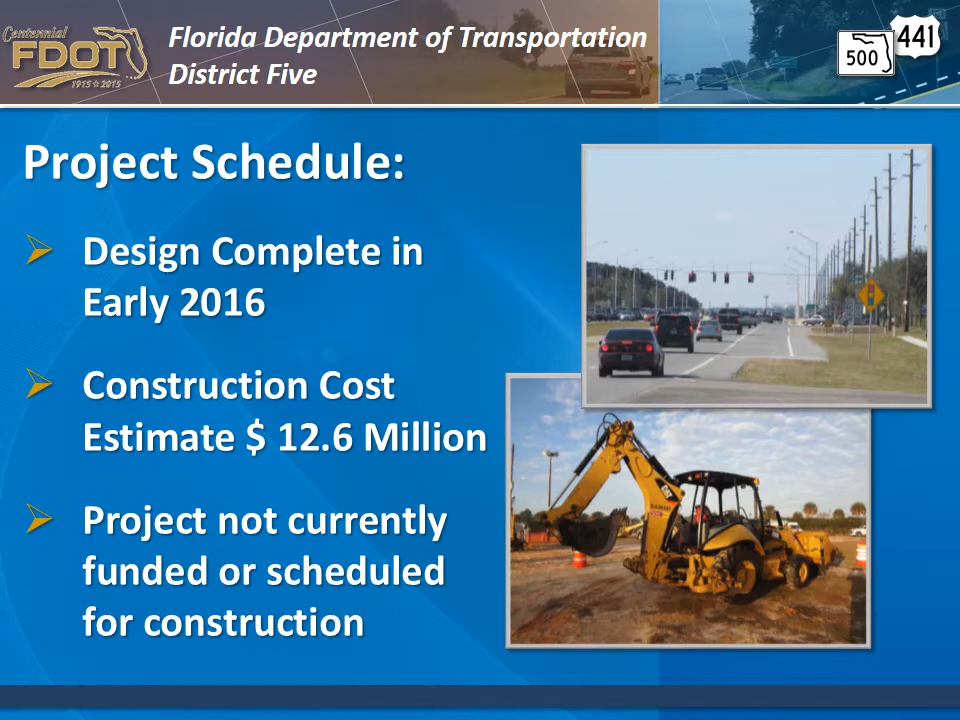 Centennial
FDOT
1915 ☆ 2015
Florida Department of Transportation
District Five
500
441
Project Schedule:
Design Complete in
Early 2016
Construction Cost
Estimate $ 12.6 Million
Project not currently
funded or scheduled
for construction
CAT